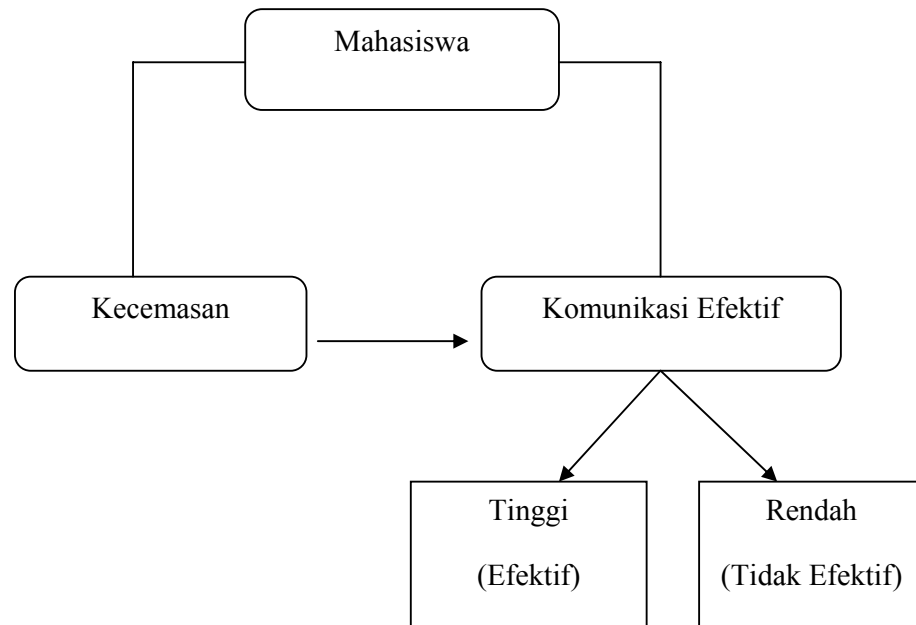 Mahasiswa
Kecemasan
Komunikasi Efektif
Tinggi
(Efektif)
Rendah
(Tidak Efektif)